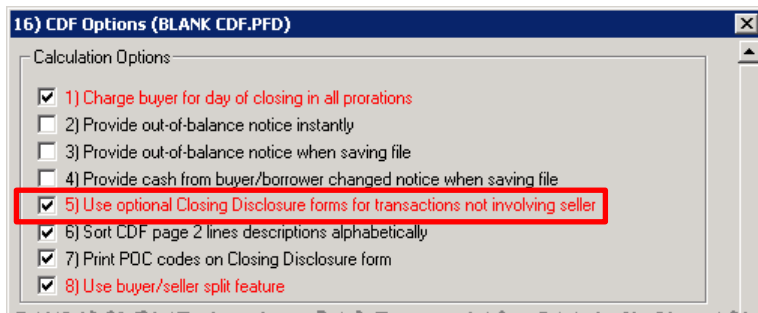 16) CDF Options (BLANK CDF.PFD)
Calculation Options
1) Charge buyer for day of closing in all prorations
2) Provide out-of-balance notice instantly
3) Provide out-of-balance notice when saving file
4) Provide cash from buyer/borrower changed notice when saving file
5) Use optional Closing Disclosure forms for transactions not involving seller
6) Sort CDF page 2 lines descriptions alphabetically
7) Print POC codes on Closing Disclosure form
8) Use buyer/seller split feature